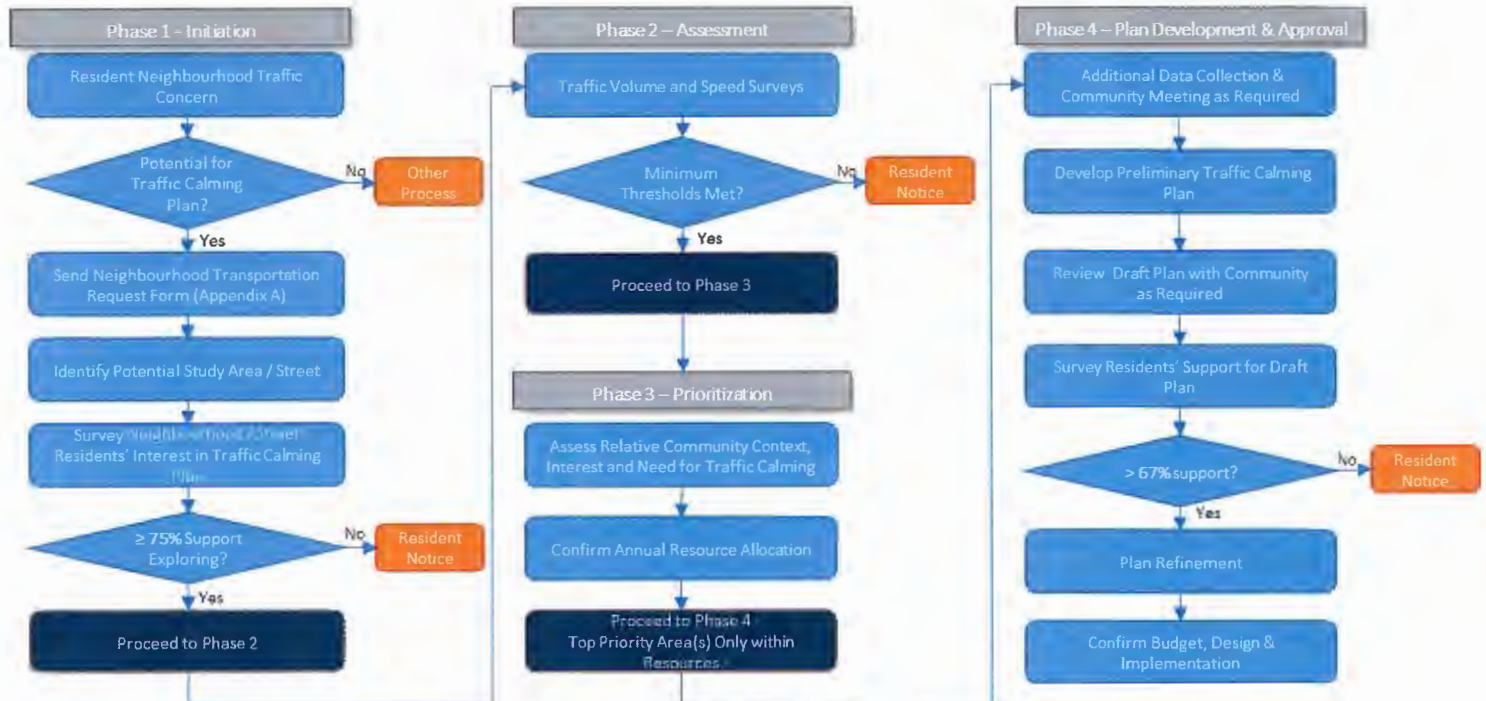 Phase 1 - Initiation
Resident Neighbourhood Traffic
Concern
Potential for
Traffic Calming
Plan?
No
Other
Process
Yes
Send Neighbourhood Transportation
Request Form (Appendix A)
Identify Potential Study Area / Street
Survey Neighbourhood / Street
Residents' Interest in Traffic Calming
Plan
≥ 75% Support
Exploring?
No
Resident
Notice
Yes
Proceed to Phase 2
Phase 2 – Assessment
Traffic Volume and Speed Surveys
Minimum
Thresholds Met?
No
Resident
Notice
Yes
Proceed to Phase 3
Phase 3 – Prioritization
Assess Relative Community Context,
Interest and Need for Traffic Calming
Confirm Annual Resource Allocation
Proceed to Phase 4
Top Priority Area(s) Only within
Resources
Phase 4 – Plan Development & Approval
Additional Data Collection &
Community Meeting as Required
Develop Preliminary Traffic Calming
Plan
Review Draft Plan with Community
as Required
Survey Residents' Support for Draft
Plan
> 67% support?
No
Resident
Notice
Yes
Plan Refinement
Confirm Budget, Design &
Implementation